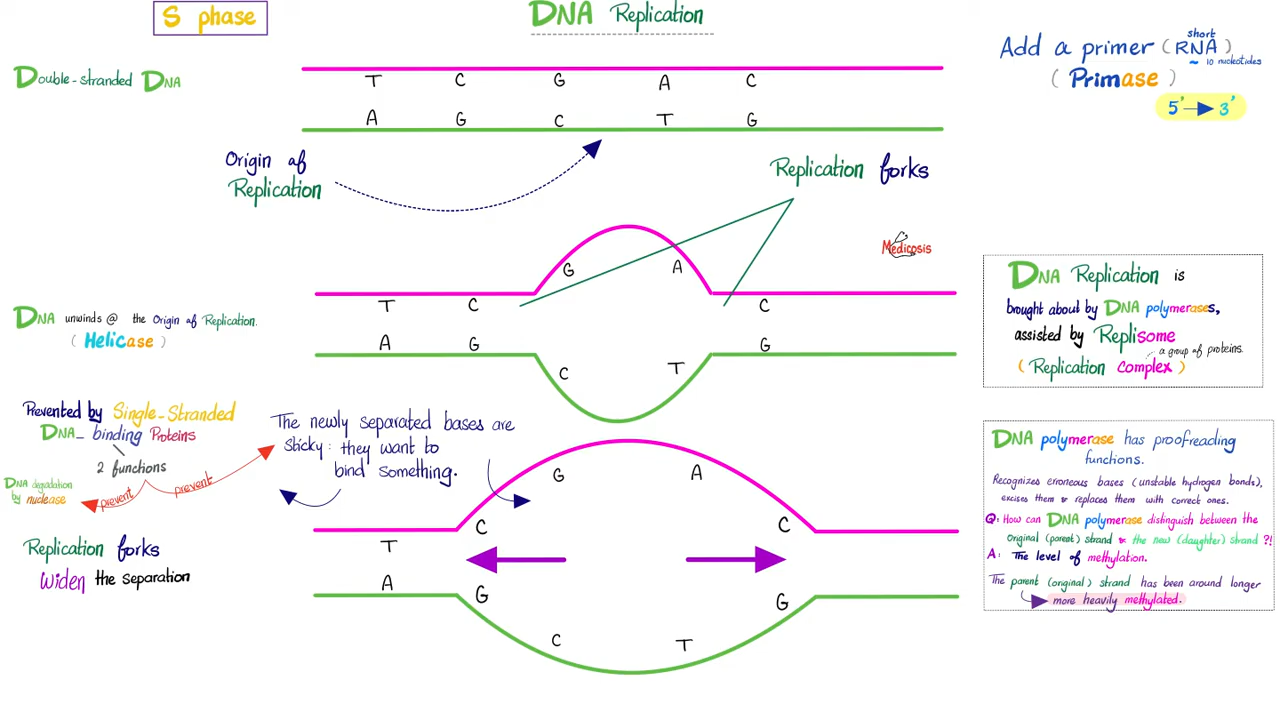 S phase
DNA Replication
Add a primer (short RNA)
~ 10 nucleotides
(Primase)
5' → 3'
Double-stranded DNA
T C G A C
A G C T G
Origin of
Replication
Replication forks
Medicosis
G A
T C C
DNA unwinds @ the Origin of Replication.
(Helicase)
A G G
C T
DNA Replication is
brought about by DNA polymerases,
assisted by Replisome
a group of proteins.
(Replication Complex)
Prevented by Single-Stranded
DNA_ binding Proteins
2 functions
DNA degradation
by nuclease
prevent
prevent
The newly separated bases are
sticky: they want to
bind something.
G A
C C
T
Replication forks
Widen the separation
A
G G
C T
DNA polymerase has proofreading
functions.
Recognizes erroneous bases (unstable hydrogen bonds),
excises them & replaces them with correct ones.
Q: How can DNA polymerase distinguish between the
original (parent) strand & the new (daughter) strand ?!
A: The level of methylation.
The parent (original) strand has been around longer
more heavily methylated.